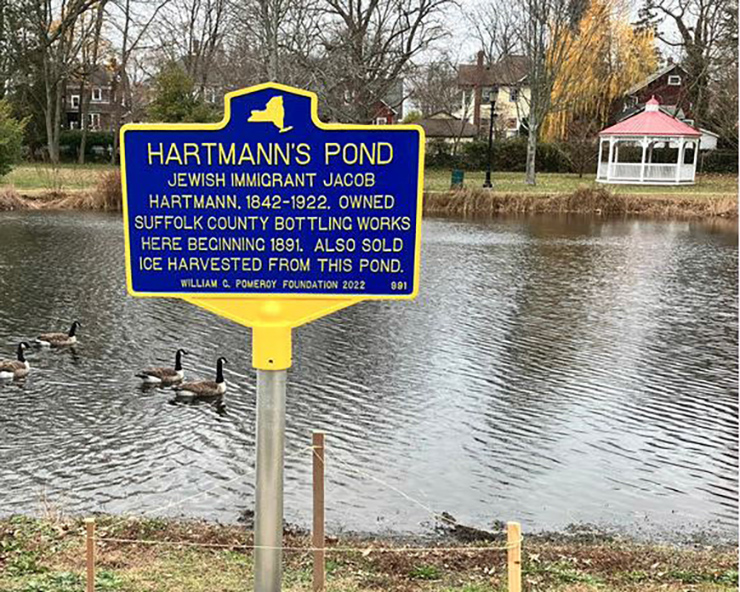 HARTMANN'S POND
JEWISH IMMIGRANT JACOB
HARTMANN, 1842-1922, OWNED
SUFFOLK COUNTY BOTTLING WORKS
HERE BEGINNING 1891. ALSO SOLD
ICE HARVESTED FROM THIS POND.
WILLIAM C. POMEROY FOUNDATION 2022 991